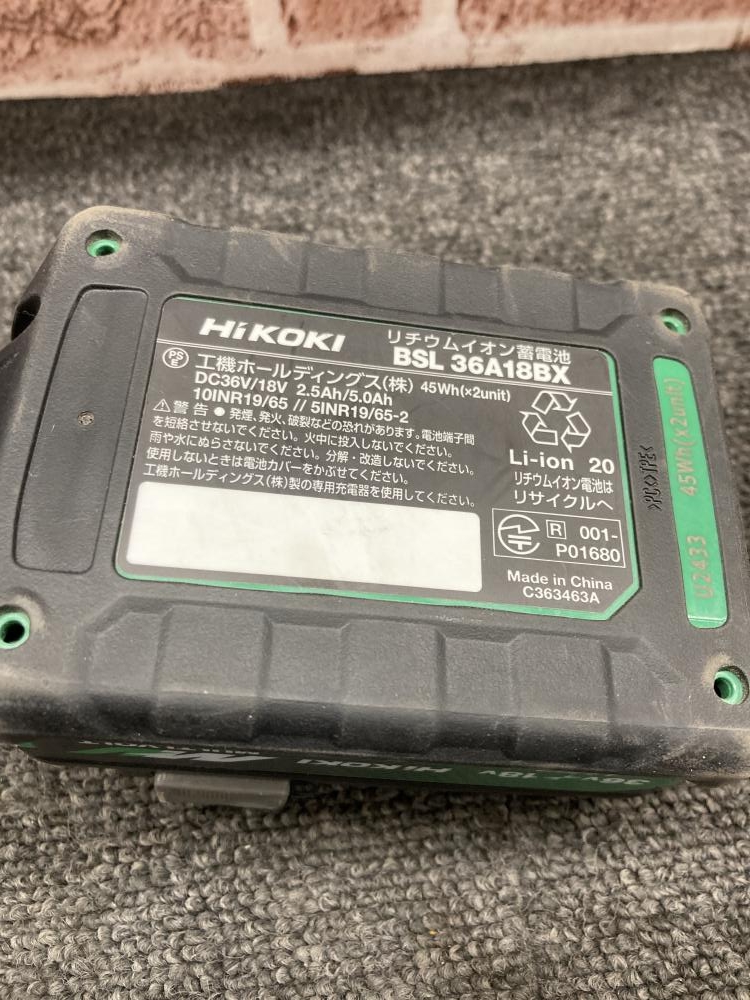 HiKOKI
リチウムイオン蓄電池
BSL 36A18BX
PS
E
工機ホールディングス(株) 45Wh(×2unit)
DC36V/18V 2.5Ah/5.0Ah
10INR19/65 // 5INR19/65-2
⚠警告 ● 発煙、発火、破裂などの恐れがあります。電池端子間
を短絡させないでください。火中に投入しないでください。
雨や水にぬらさないでください。分解・改造しないでください。
使用しないときは電池カバーをかぶせてください。
工機ホールディングス(株)製の専用充電器を使用してください。
Li-ion 20
リチウムイオン電池は
リサイクルへ
R 001-
P01680
Made in China
C363463A
>PC<>TPE<
U2433 45Wh(×2unit)
HiKOKI
36V⇄18V